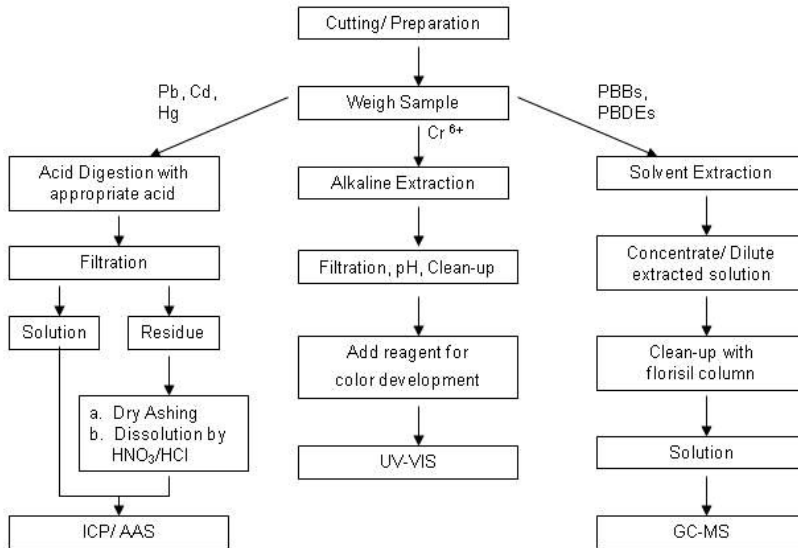 Cutting/ Preparation
Weigh Sample
Pb, Cd,
Hg
Cr 6+
PBBs,
PBDEs
Acid Digestion with
appropriate acid
Filtration
Solution
Residue
a. Dry Ashing
b. Dissolution by
HNO₃/HCl
ICP/ AAS
Alkaline Extraction
Filtration, pH, Clean-up
Add reagent for
color development
UV-VIS
Solvent Extraction
Concentrate/ Dilute
extracted solution
Clean-up with
florisil column
Solution
GC-MS